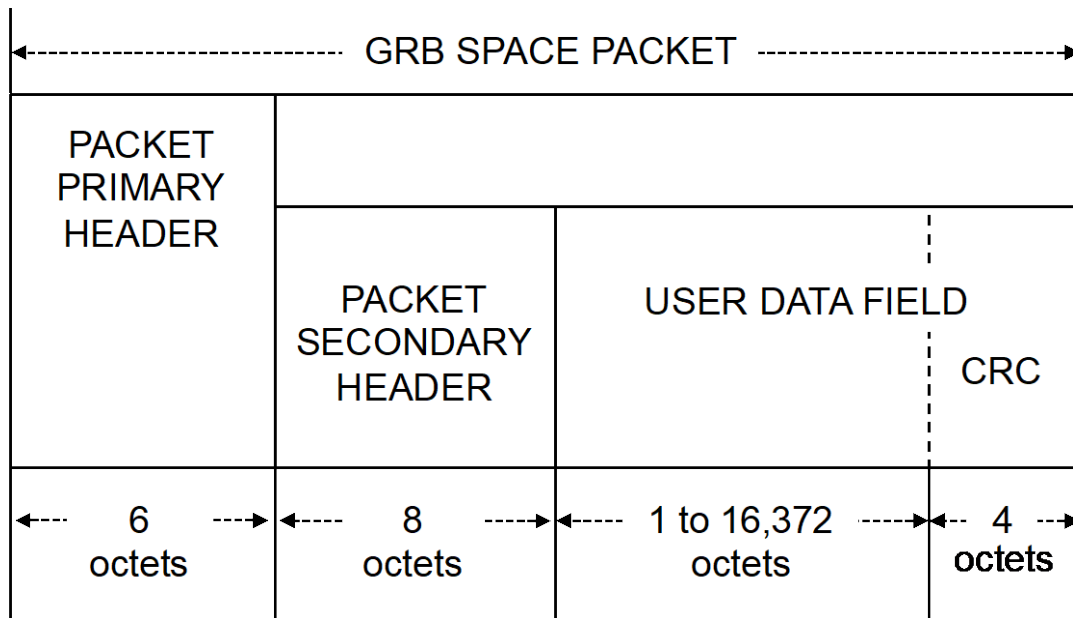 GRB SPACE PACKET
PACKET
PRIMARY
HEADER
PACKET
SECONDARY
HEADER
USER DATA FIELD
CRC
6
octets
8
octets
1 to 16,372
octets
4
octets